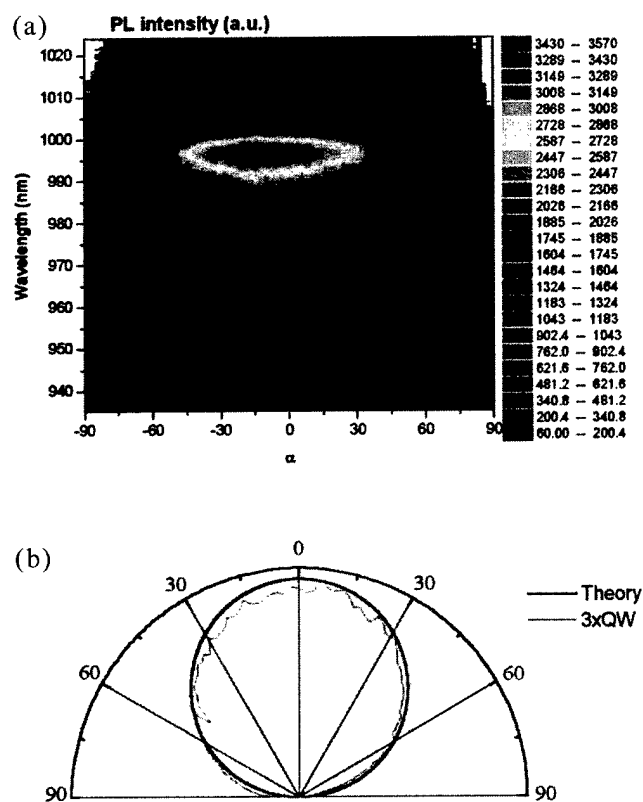 (a)
PL intensity (a.u.)
1020
1010
1000
990
980
970
960
950
940
Wavelength (nm)
-90
-60
-30
0
30
60
90
α
3430 -- 3570
3289 -- 3430
3149 -- 3289
3008 -- 3149
2868 -- 3008
2728 -- 2868
2587 -- 2728
2447 -- 2587
2306 -- 2447
2166 -- 2306
2026 -- 2166
1885 -- 2026
1745 -- 1885
1604 -- 1745
1464 -- 1604
1324 -- 1464
1183 -- 1324
1043 -- 1183
902.4 -- 1043
762.0 -- 902.4
621.6 -- 762.0
481.2 -- 621.6
340.8 -- 481.2
200.4 -- 340.8
60.00 -- 200.4
(b)
0
30
30
60
60
90
90
Theory
3xQW